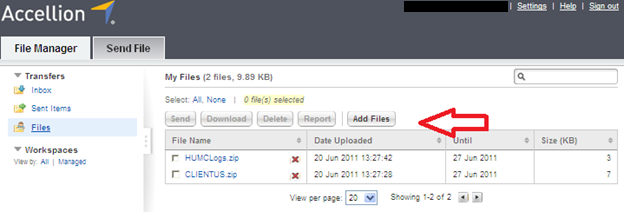 Accellion
| Settings | Help | Sign out
File Manager Send File
Transfers
Inbox
Sent Items
Files
Workspaces
View by: All | Managed
My Files (2 files, 9.89 KB)
Select: All, None | 0 file(s) selected
Send Download Delete Report Add Files
File Name Date Uploaded Until Size (KB)
HUMCLogs.zip 20 Jun 2011 13:27:42 27 Jun 2011 3
CLIENTUS.zip 20 Jun 2011 13:27:28 27 Jun 2011 7
View per page: 20 Showing 1-2 of 2